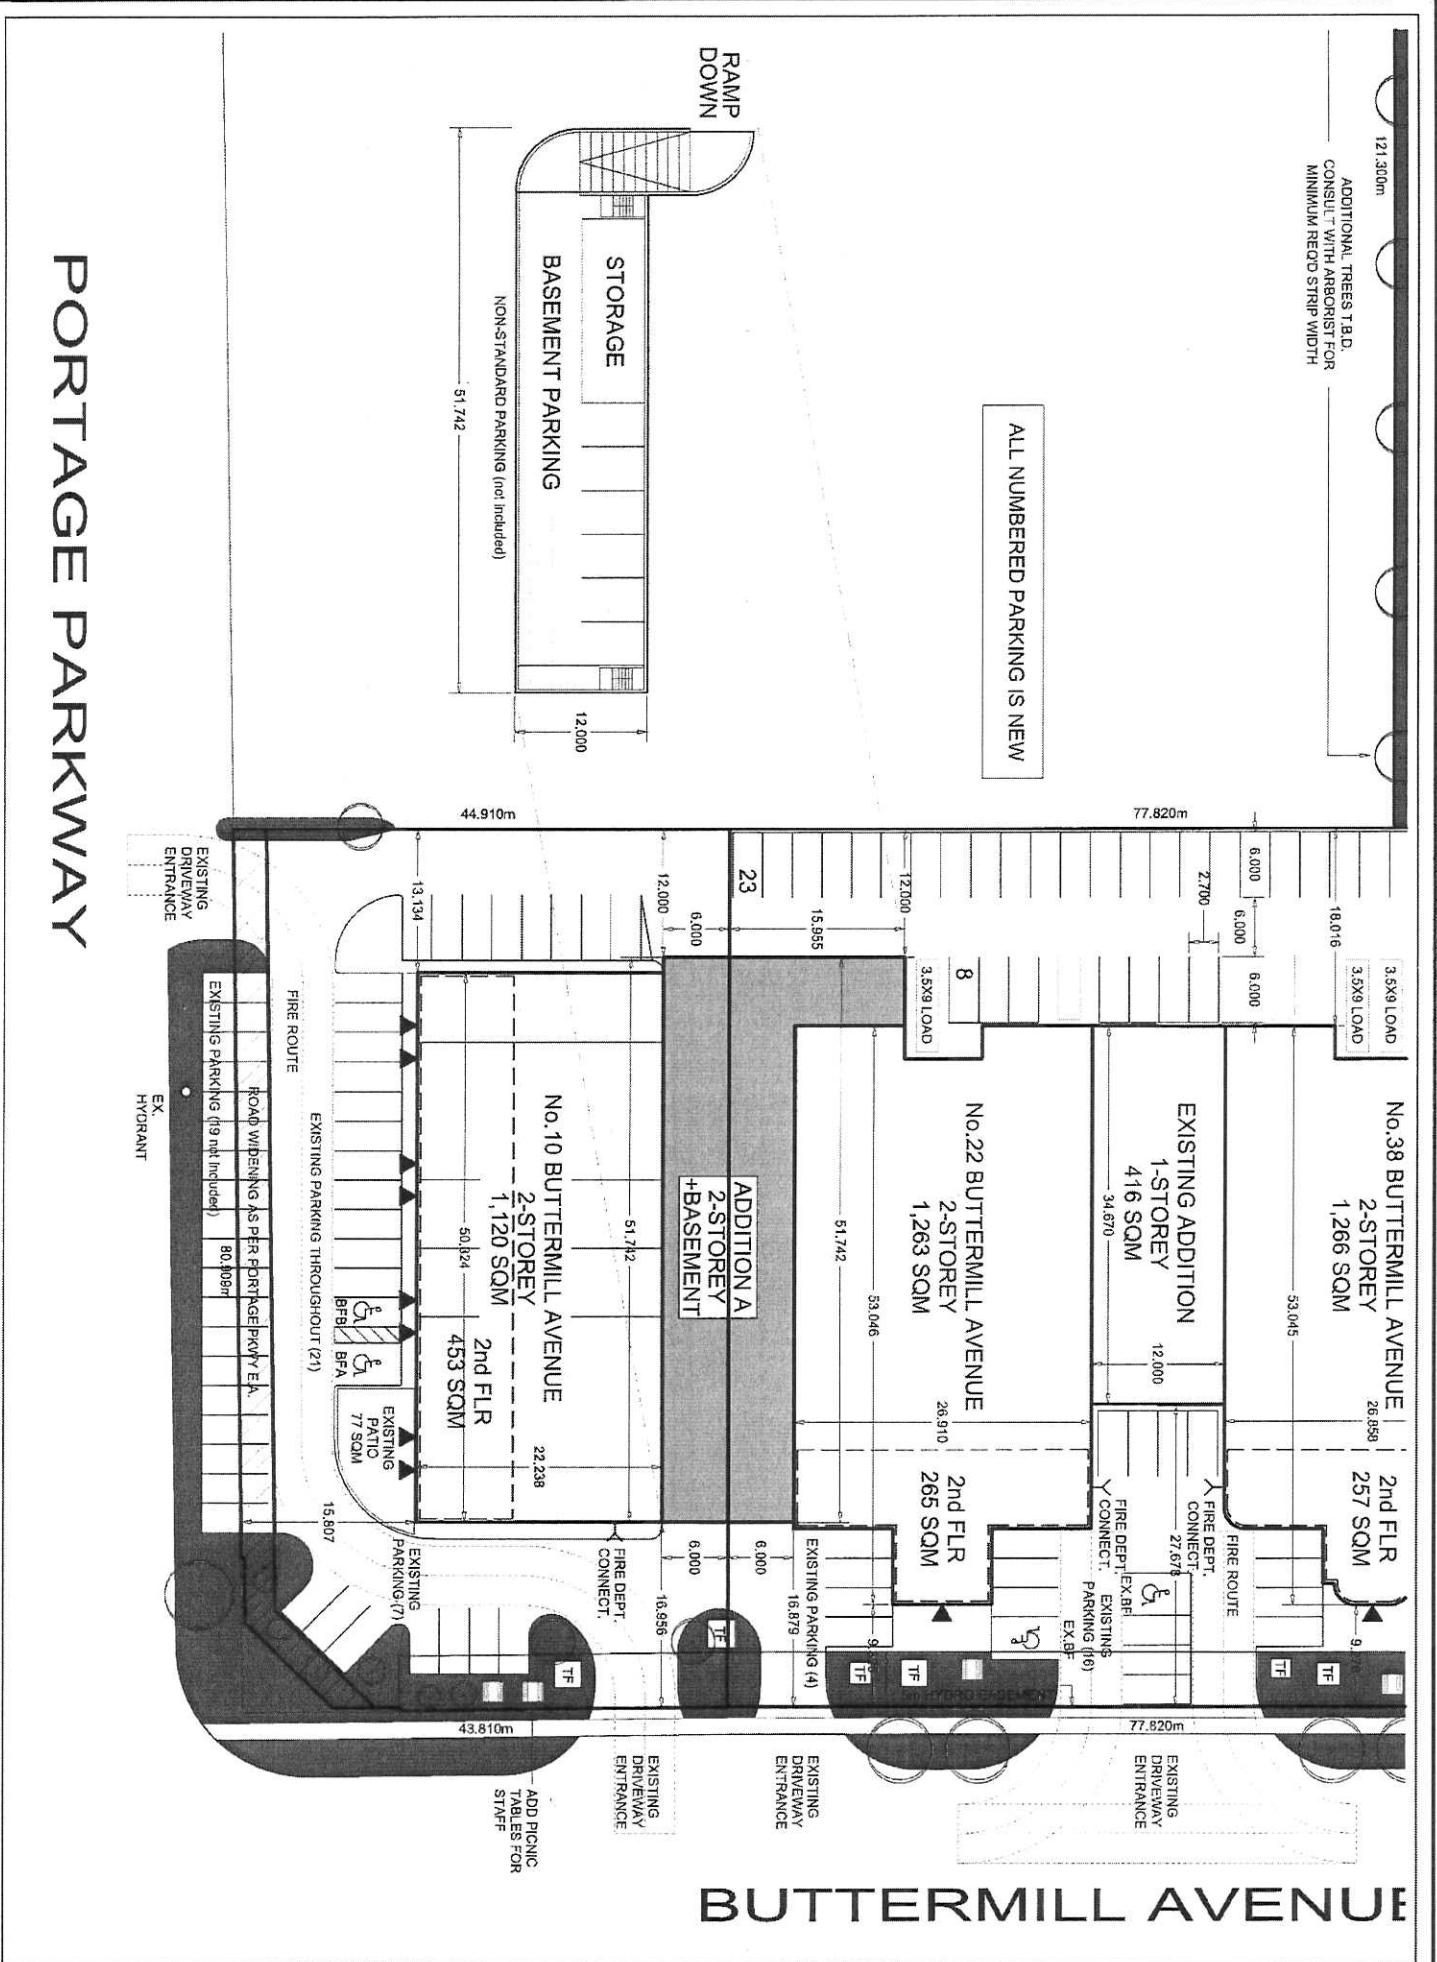 121.300m
ADDITIONAL TREES T.B.D.
CONSULT WITH ARBORIST FOR
MINIMUM REQ'D STRIP WIDTH
ALL NUMBERED PARKING IS NEW
RAMP
DOWN
STORAGE
BASEMENT PARKING
NON-STANDARD PARKING (not included)
51.742
12.000
PORTAGE PARKWAY
44.910m
77.820m
EXISTING
DRIVEWAY
ENTRANCE
13.134
12.000
6.000
23
15.955
12.000
2.700
6.000
6.000
18.016
6.000
8
3.5X9 LOAD
3.5X9 LOAD
3.5X9 LOAD
No.38 BUTTERMILL AVENUE
2-STOREY
1,266 SQM
53.045
26.858
2nd FLR
257 SQM
EXISTING ADDITION
1-STOREY
416 SQM
34.670
12.000
No.22 BUTTERMILL AVENUE
2-STOREY
1,263 SQM
53.046
51.742
26.910
2nd FLR
265 SQM
ADDITION A
2-STOREY
+BASEMENT
No.10 BUTTERMILL AVENUE
2-STOREY
1,120 SQM
51.742
50.824
2nd FLR
453 SQM
22.238
FIRE ROUTE
EXISTING PARKING THROUGHOUT (21)
BFB
BFA
EXISTING
PATIO
77 SQM
ROAD WIDENING AS PER PORTAGE PKWY E.A.
EXISTING PARKING (19 not included)
80.909m
EX.
HYDRANT
15.807
EXISTING
PARKING (7)
FIRE DEPT.
CONNECT.
6.000
6.000
16.956
16.879
EXISTING PARKING (4)
FIRE DEPT.
CONNECT.
FIRE DEPT.
CONNECT.
27.678
FIRE ROUTE
EX.BF
EXISTING
PARKING (16)
EX.BF
TF
TF
TF
TF
TF
TF
43.810m
77.820m
EXISTING
DRIVEWAY
ENTRANCE
EXISTING
DRIVEWAY
ENTRANCE
EXISTING
DRIVEWAY
ENTRANCE
ADD PICNIC
TABLES FOR
STAFF
BUTTERMILL AVENUE